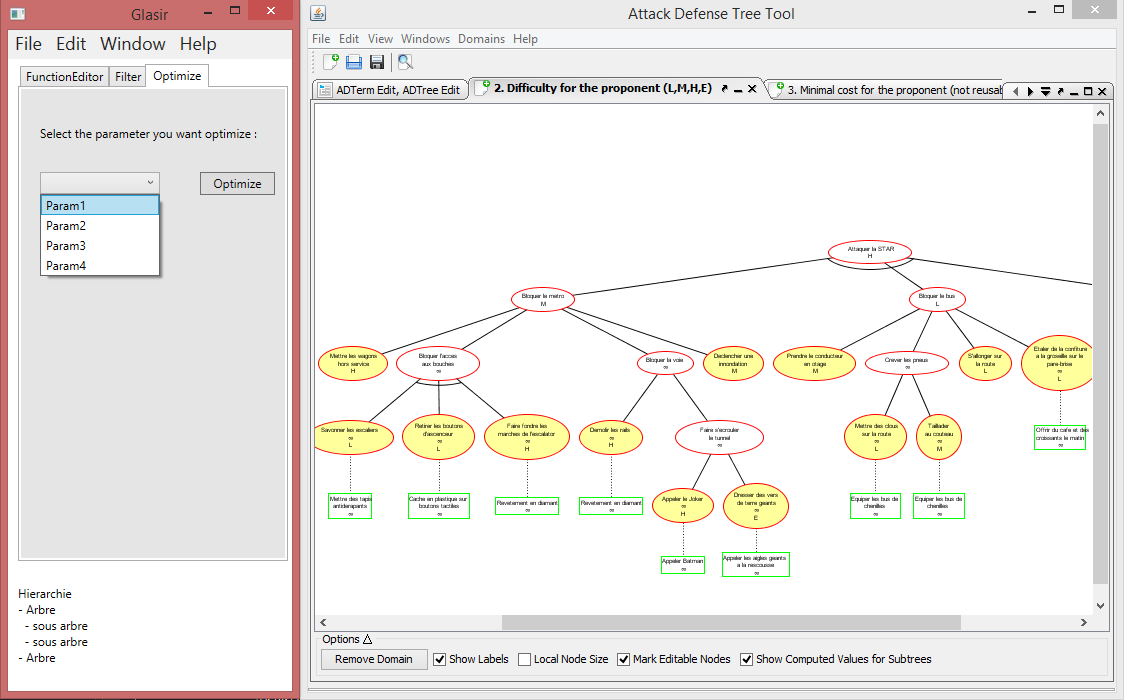 Glasir
File Edit Window Help
FunctionEditor Filter Optimize
Select the parameter you want optimize :
Optimize
Param1
Param2
Param3
Param4
Hierarchie
- Arbre
- sous arbre
- sous arbre
- Arbre
Attack Defense Tree Tool
File Edit View Windows Domains Help
ADTerm Edit, ADTree Edit
2. Difficulty for the proponent (L,M,H,E)
3. Minimal cost for the proponent (not reusab
Attaquer la STAR
H
Bloquer le metro
M
Bloquer le bus
L
Mettre les wagons
hors service
H
Bloquer l'acces
aux bouches
∞
Bloquer la voie
∞
Declencher une
innondation
M
Prendre le conducteur
en otage
M
Crever les pneus
∞
S'allonger sur
la route
L
Etaler de la confiture
a la groseille sur le
pare-brise
∞
L
Savonner les escaliers
∞
L
Retirer les boutons
d'ascenceur
∞
L
Faire fondre les
marches de l'escalator
∞
H
Demolir les rails
∞
H
Faire s'ecrouler
le tunnel
∞
Mettre des clous
sur la route
∞
L
Taillader
au couteau
∞
M
Offrir du cafe et des
croissants le matin
∞
Mettre des tapis
antiderapants
∞
Cache en plastique sur
boutons tactiles
∞
Revetement en diamant
∞
Revetement en diamant
∞
Appeler le Joker
∞
H
Dresser des vers
de terre geants
∞
E
Equiper les bus de
chenilles
∞
Equiper les bus de
chenilles
∞
Appeler Batman
∞
Appeler les aigles geants
a la rescousse
∞
Options
Remove Domain Show Labels Local Node Size Mark Editable Nodes Show Computed Values for Subtrees